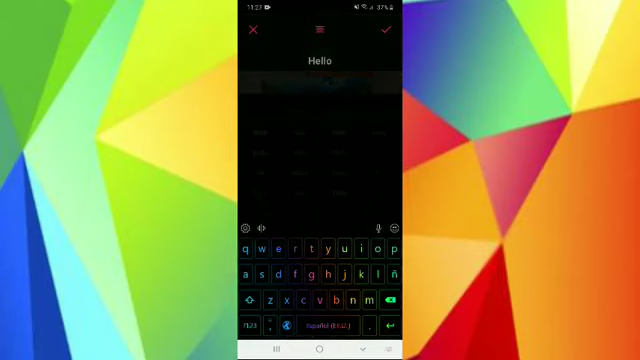 11:27
37%
Hello
q w e r t y u i o p
a s d f g h j k l ñ
z x c v b n m
?123 , Español (EE.UU.) .